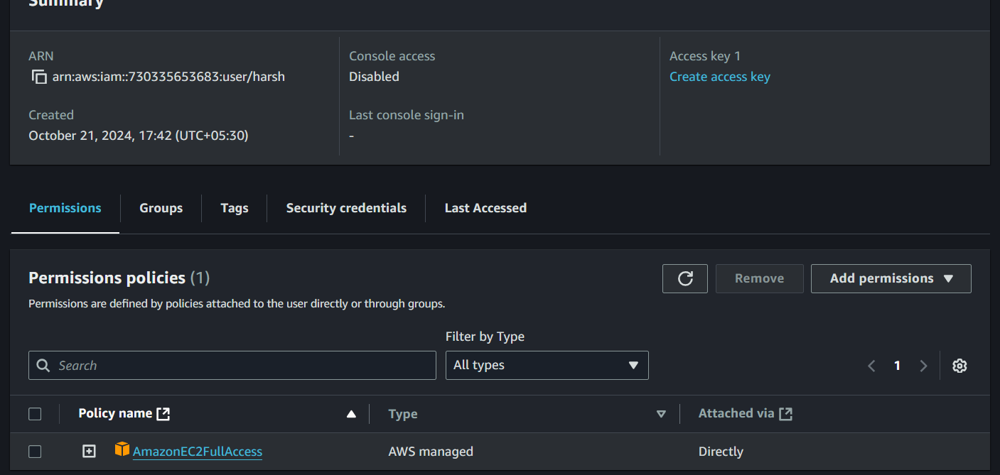 Summary
ARN
arn:aws:iam::730335653683:user/harsh
Console access
Disabled
Access key 1
Create access key
Created
October 21, 2024, 17:42 (UTC+05:30)
Last console sign-in
-
Permissions
Groups
Tags
Security credentials
Last Accessed
Permissions policies (1)
Remove
Add permissions
Permissions are defined by policies attached to the user directly or through groups.
Filter by Type
Search
All types
1
Policy name
Type
Attached via
AmazonEC2FullAccess
AWS managed
Directly